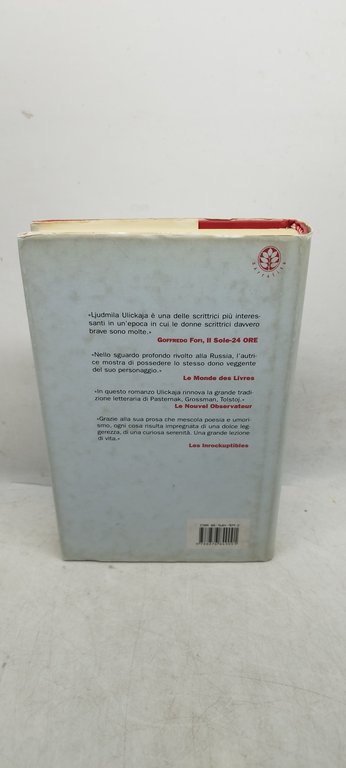 «Ljudmila Ulickaja è una delle scrittrici più interes-
santi in un'epoca in cui le donne scrittrici davvero
brave sono molte.»
Goffredo Fofi, Il Sole-24 ORE
«Nello sguardo profondo rivolto alla Russia, l'autri-
ce mostra di possedere lo stesso dono veggente
del suo personaggio.»
Le Monde des Livres
«In questo romanzo Ulickaja rinnova la grande tradi-
zione letteraria di Pasternak, Grossman, Tolstoj.»
Le Nouvel Observateur
«Grazie alla sua prosa che mescola poesia e umori-
smo, ogni cosa risulta impregnata di una dolce leg-
gerezza, di una curiosa serenità. Una grande lezione
di vita.»
Les Inrockuptibles